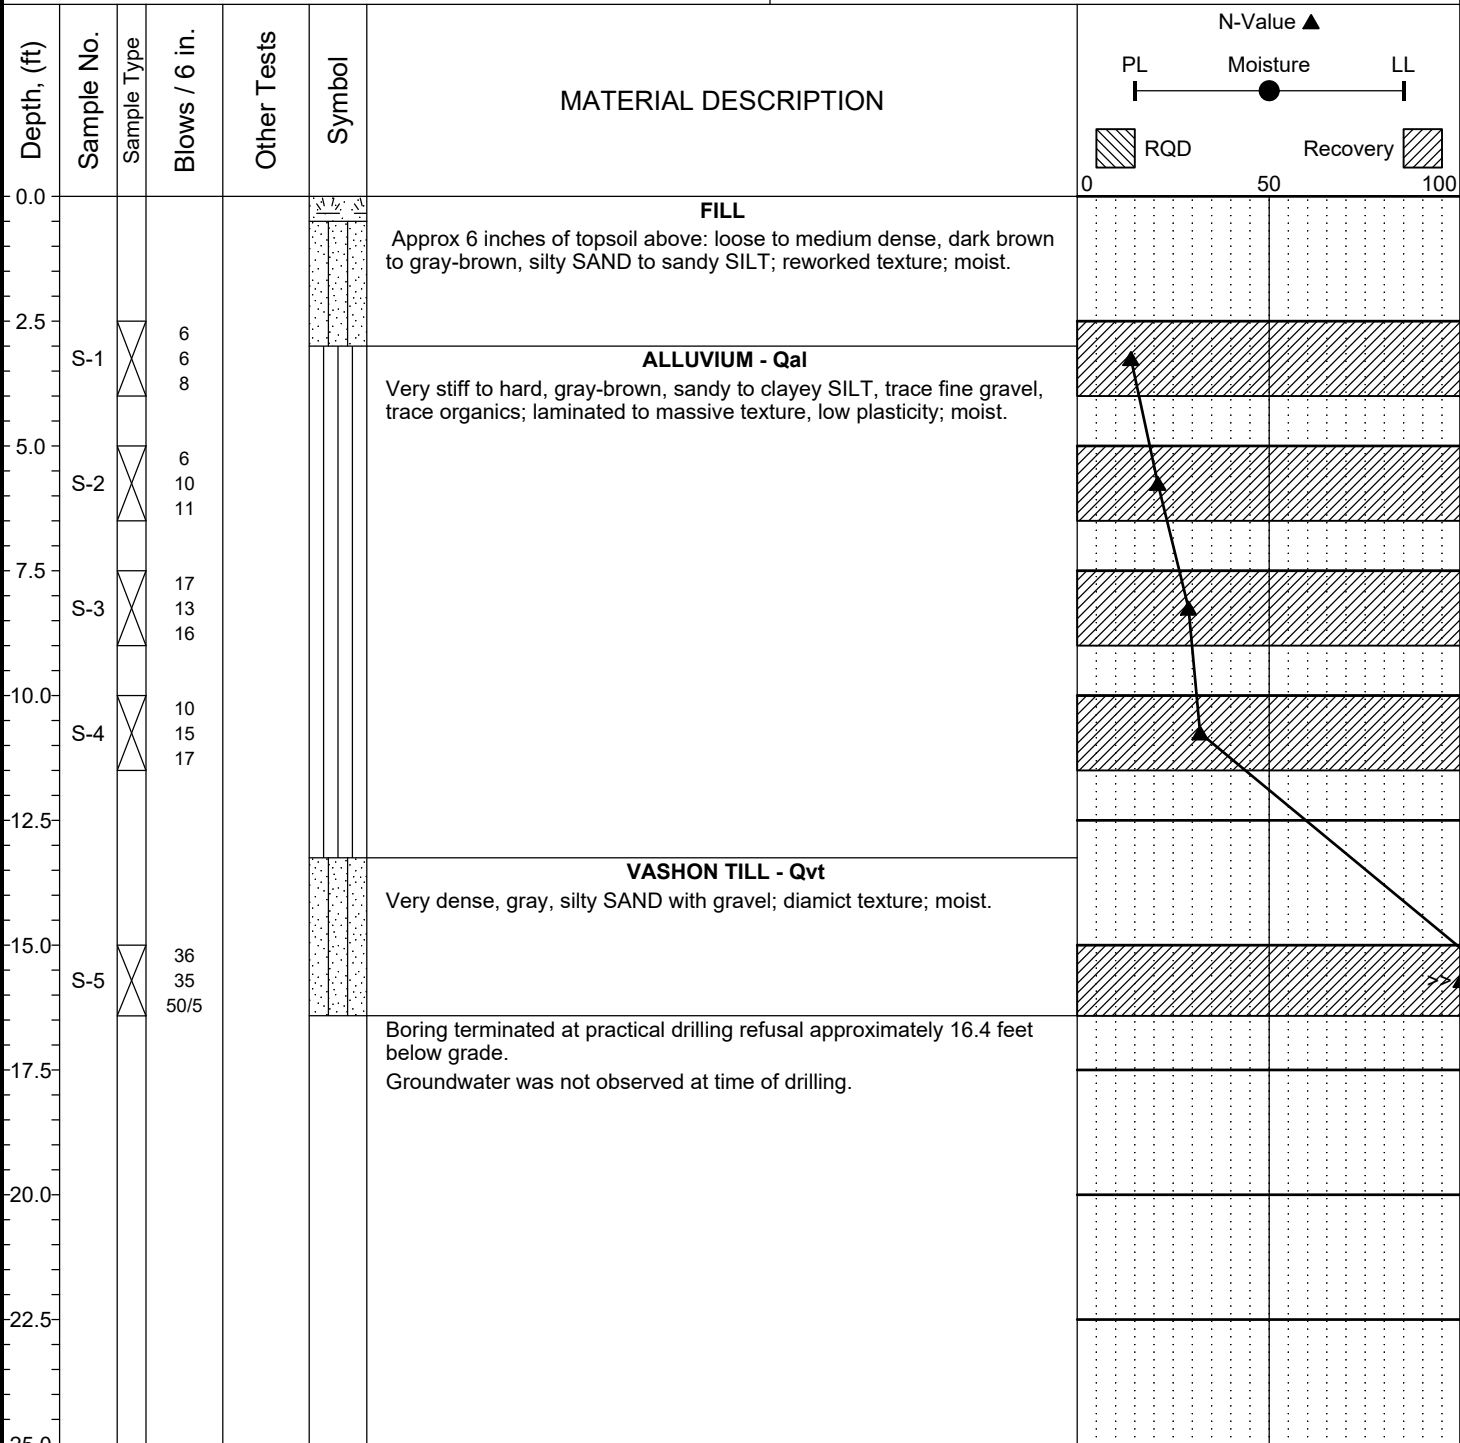 Depth, (ft)
Sample No.
Sample Type
Blows / 6 in.
Other Tests
Symbol
MATERIAL DESCRIPTION
N-Value
PL Moisture LL
RQD Recovery
0 50 100
0.0
FILL
Approx 6 inches of topsoil above: loose to medium dense, dark brown
to gray-brown, silty SAND to sandy SILT; reworked texture; moist.
2.5
S-1
6
6
8
ALLUVIUM - Qal
Very stiff to hard, gray-brown, sandy to clayey SILT, trace fine gravel,
trace organics; laminated to massive texture, low plasticity; moist.
5.0
S-2
6
10
11
7.5
S-3
17
13
16
10.0
S-4
10
15
17
12.5
VASHON TILL - Qvt
Very dense, gray, silty SAND with gravel; diamict texture; moist.
15.0
S-5
36
35
50/5
>>
Boring terminated at practical drilling refusal approximately 16.4 feet
below grade.
17.5
Groundwater was not observed at time of drilling.
20.0
22.5
25.0